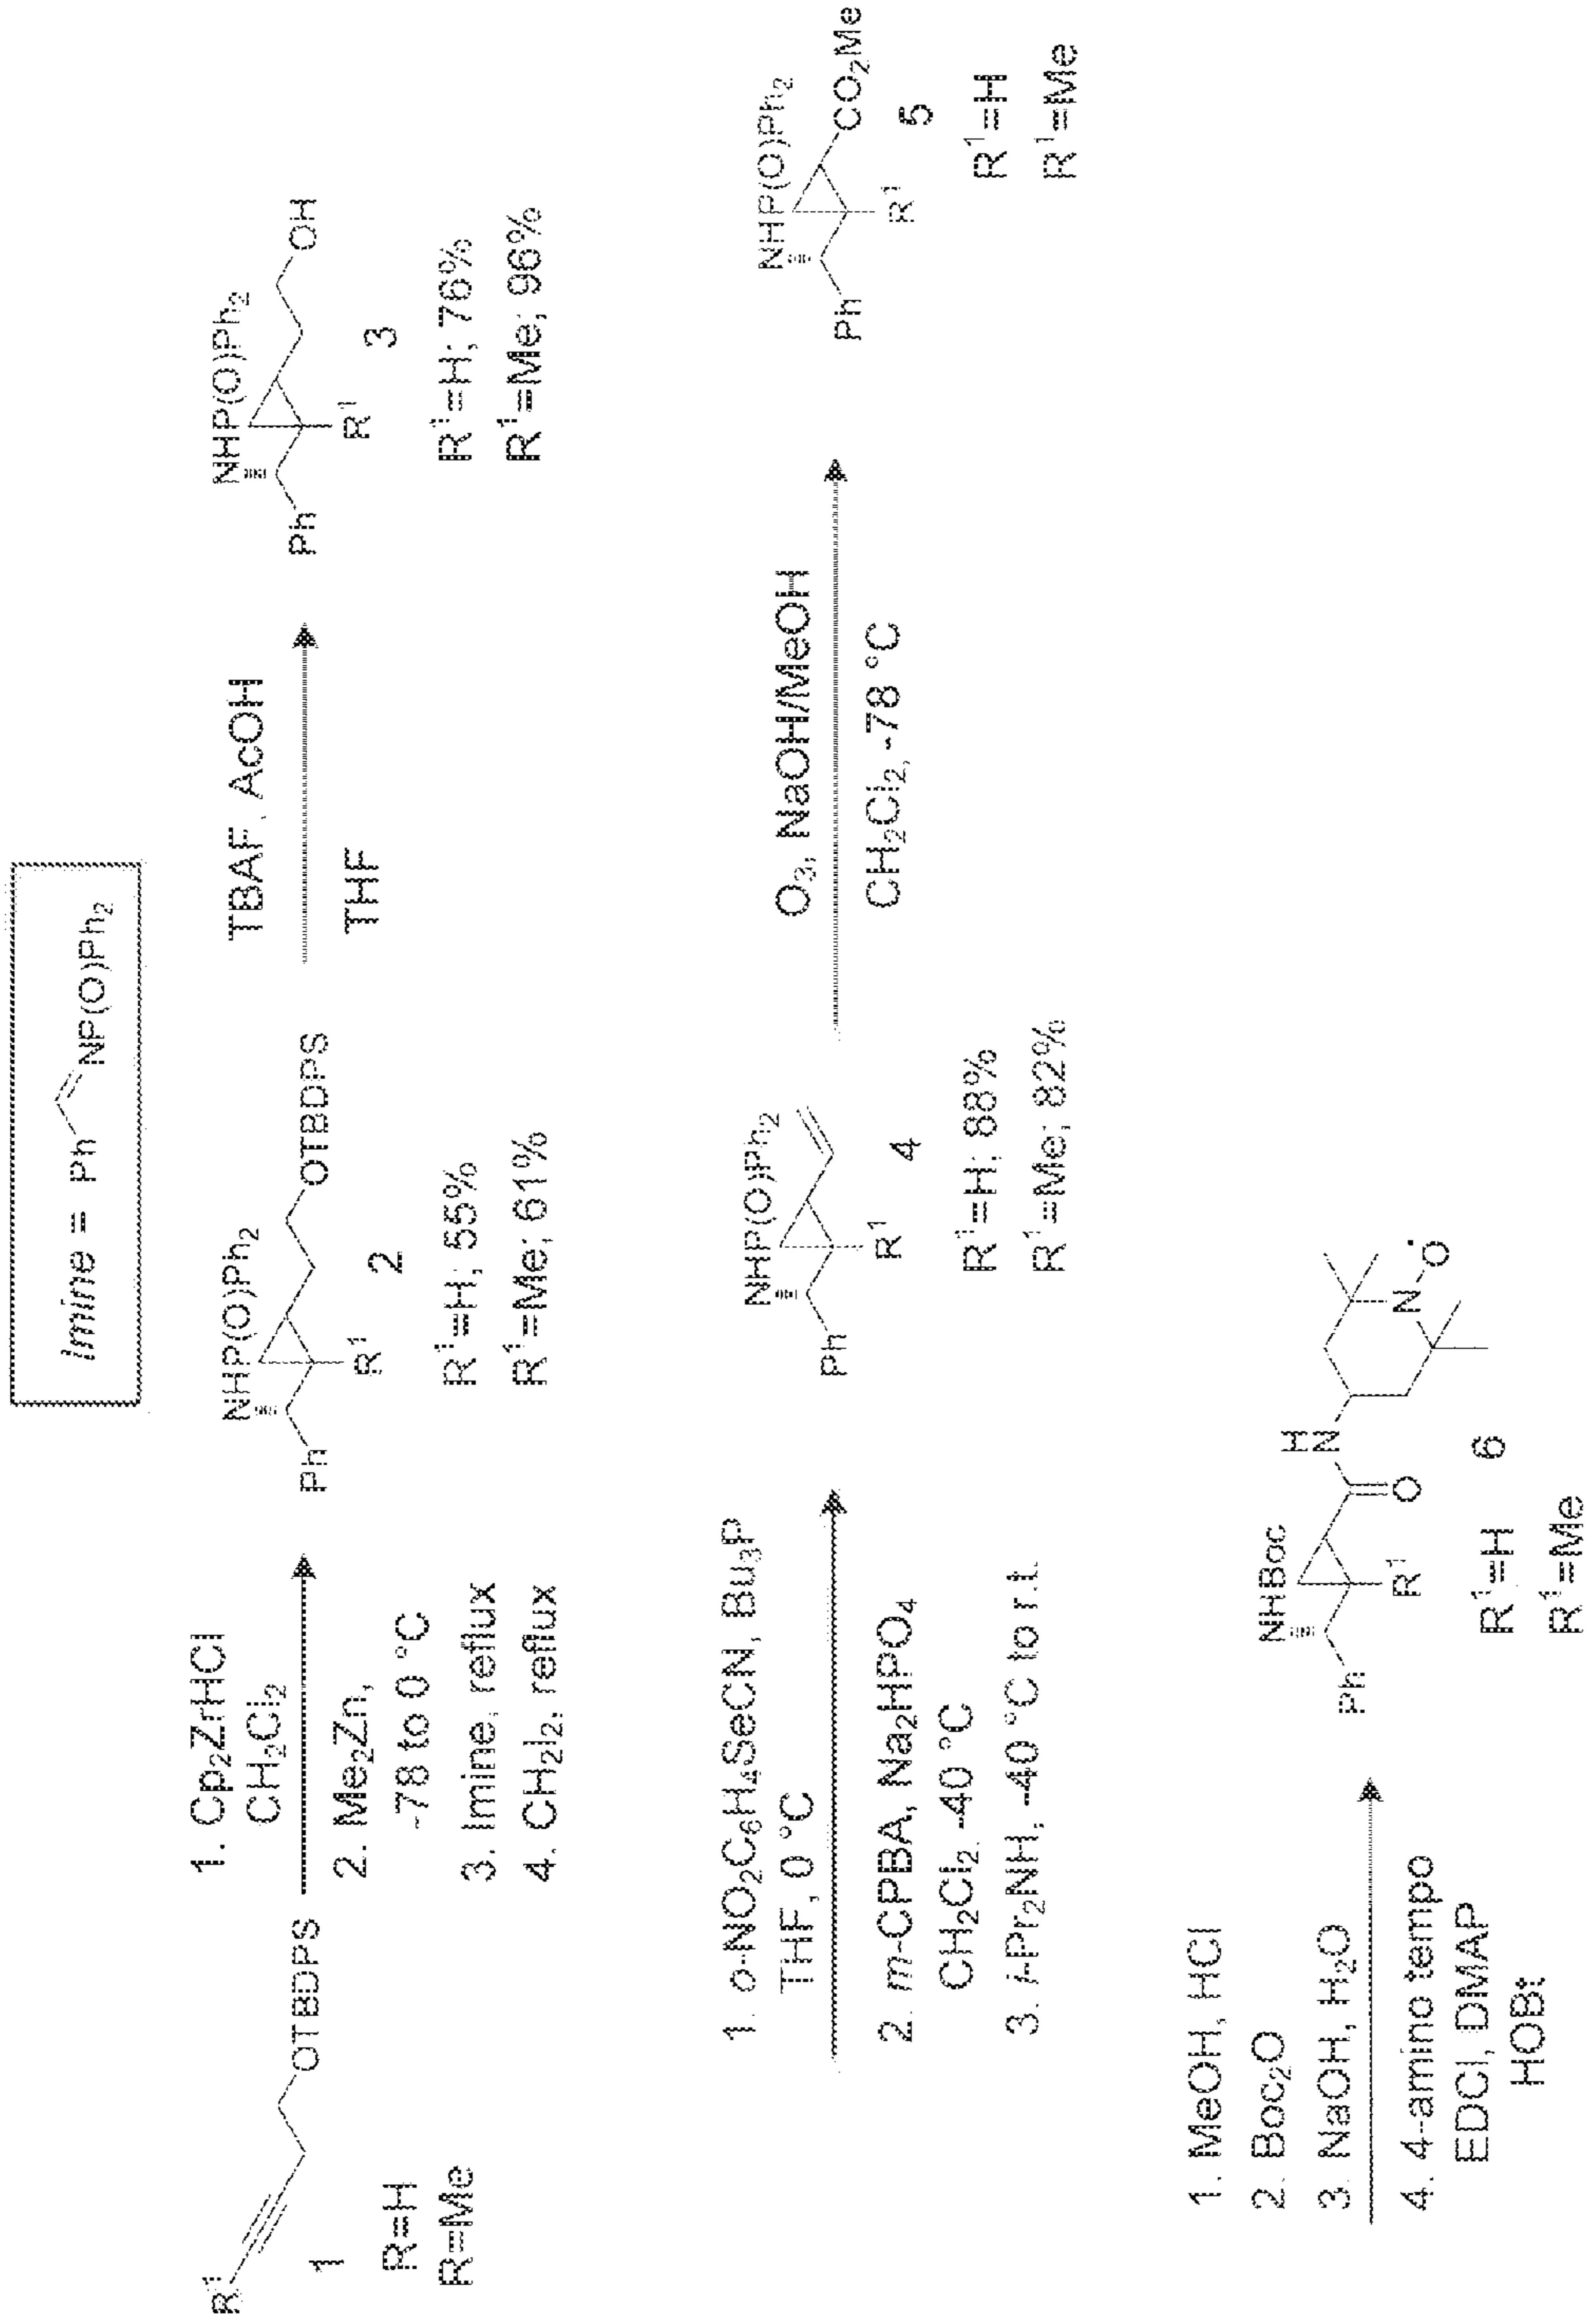 Imine = Ph NP(O)Ph2
R1
OTBDPS
1
R=H
R=Me
1. Cp2ZrHCl
CH2Cl2
2. Me2Zn,
-78 to 0 °C
3. Imine, reflux
4. CH2I2, reflux
NHP(O)Ph2
Ph
OTBDPS
R1
2
R1=H; 55%
R1=Me; 61%
TBAF, AcOH
THF
NHP(O)Ph2
Ph
OH
R1
3
R1=H; 76%
R1=Me; 96%
1. o-NO2C6H4SeCN, Bu3P
THF, 0 °C
2. m-CPBA, Na2HPO4
CH2Cl2, -40 °C
3. i-Pr2NH, -40 °C to r.t.
NHP(O)Ph2
Ph
R1
4
R1=H; 88%
R1=Me; 82%
O3, NaOH/MeOH
CH2Cl2, -78 °C
NHP(O)Ph2
Ph
CO2Me
R1
5
R1=H
R1=Me
1. MeOH, HCl
2. Boc2O
3. NaOH, H2O
4. 4-amino tempo
EDCI, DMAP
HOBt
NHBoc
H
N
Ph
O
R1
N
O
6
R1=H
R1=Me